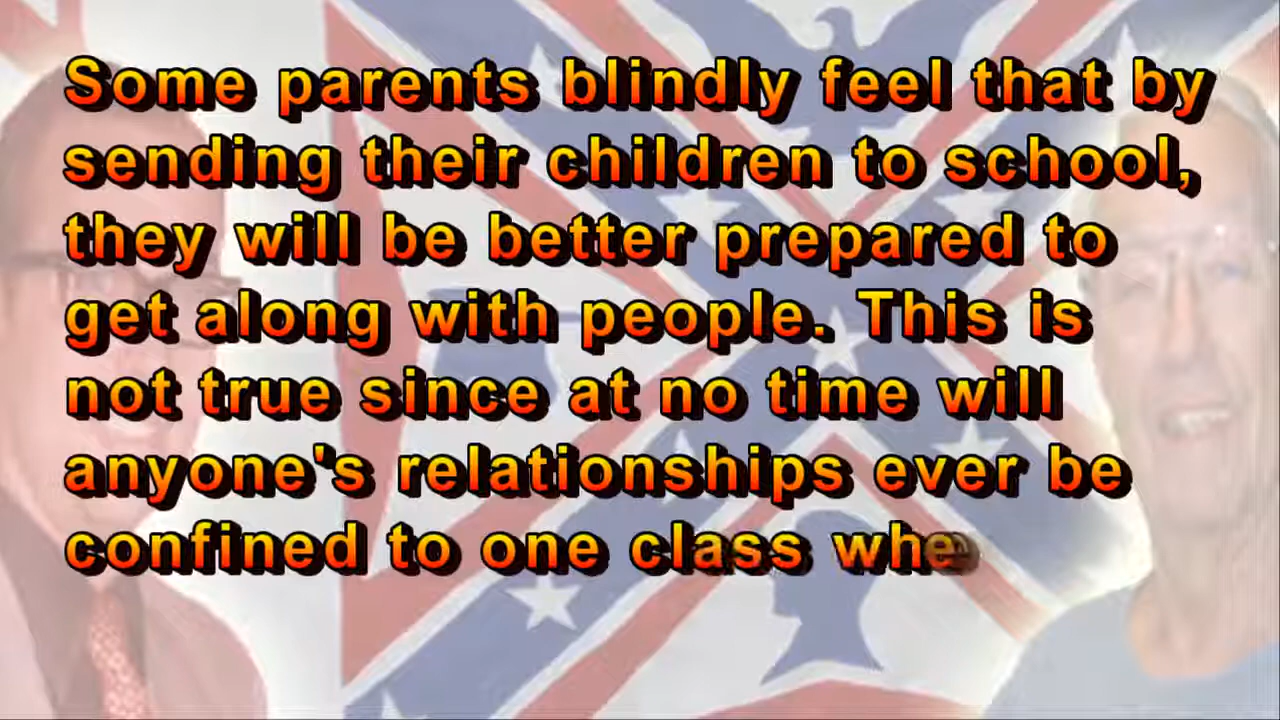 Some parents blindly feel that by
sending their children to school,
they will be better prepared to
get along with people. This is
not true since at no time will
anyone's relationships ever be
confined to one class whe